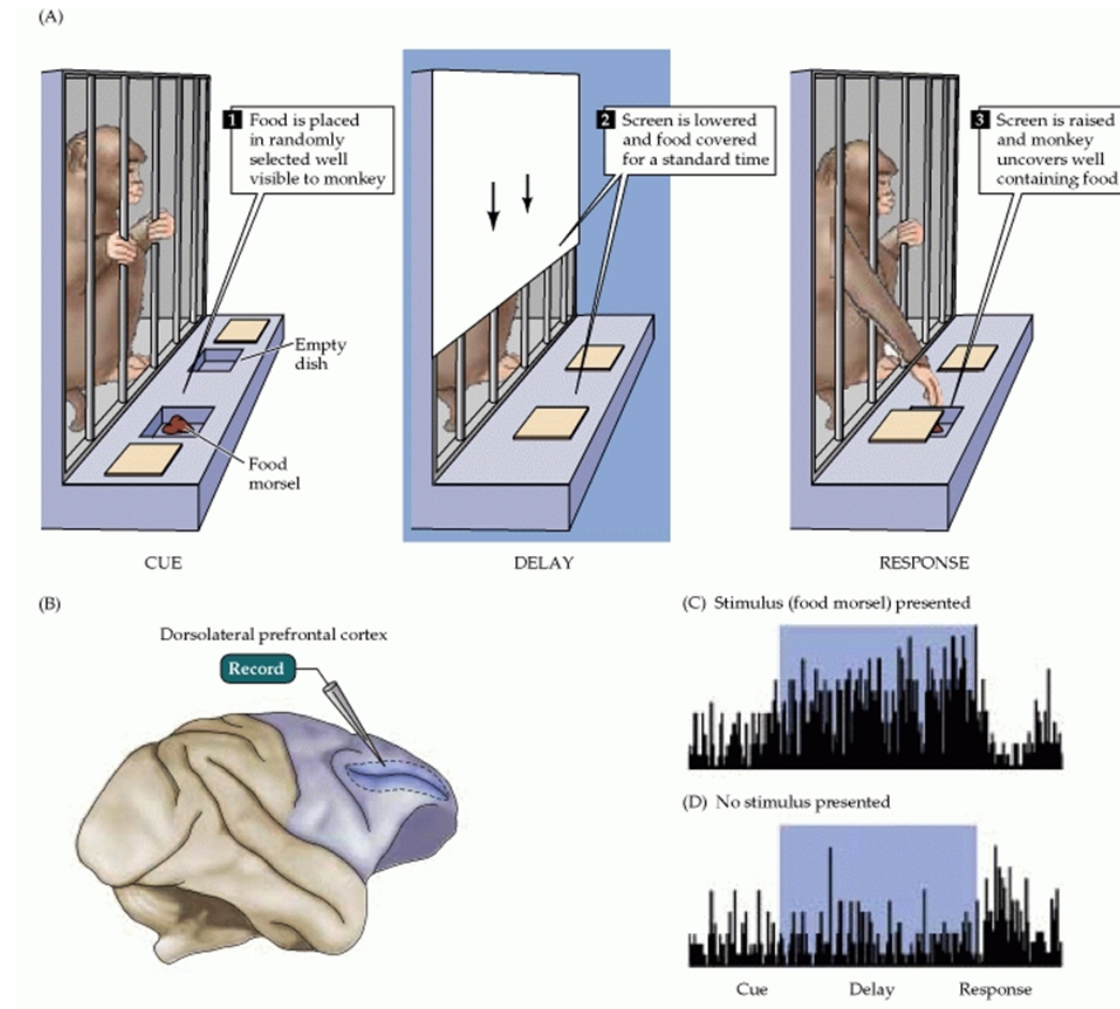 (A)
1 Food is placed
in randomly
selected well
visible to monkey
2 Screen is lowered
and food covered
for a standard time
3 Screen is raised
and monkey
uncovers well
containing food
Empty
dish
Food
morsel
CUE
DELAY
RESPONSE
(B)
Dorsolateral prefrontal cortex
Record
(C) Stimulus (food morsel) presented
(D) No stimulus presented
Cue
Delay
Response